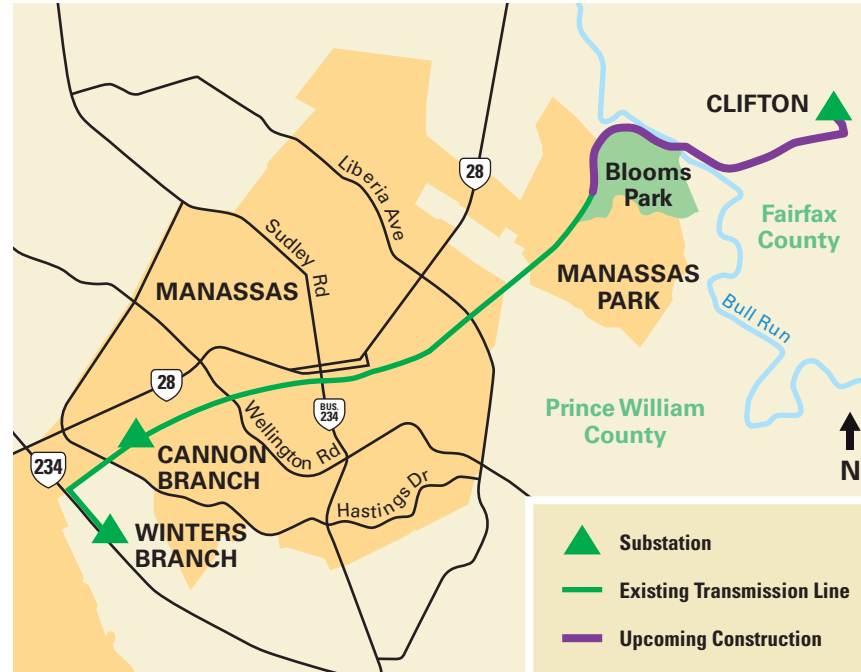 CLIFTON
28
Blooms
Park
Liberia Ave
Fairfax
County
Sudley Rd
MANASSAS
MANASSAS
PARK
Bull Run
28
BUS.
234
Prince William
County
Wellington Rd
CANNON
BRANCH
234
N
Hastings Dr
WINTERS
BRANCH
Substation
Existing Transmission Line
Upcoming Construction